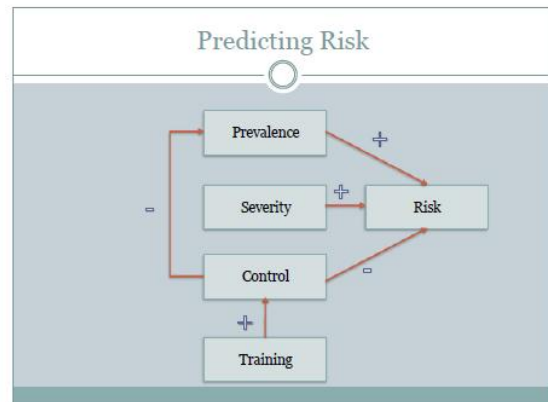 Predicting Risk
Prevalence
+
-
Severity
+
Risk
Control
-
+
Training